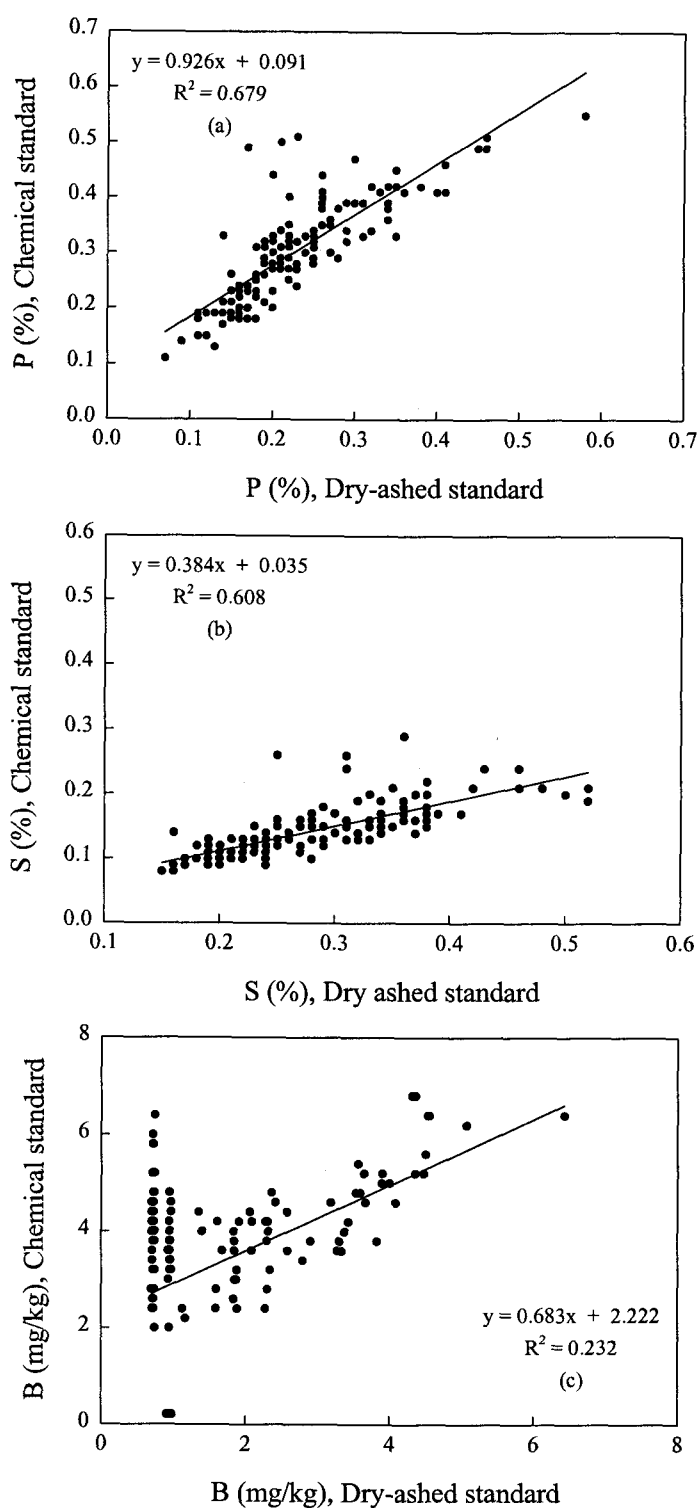 0.7
y = 0.926x + 0.091
R² = 0.679
(a)
0.6
0.5
0.4
0.3
0.2
0.1
0.0
P (%), Chemical standard
0.0 0.1 0.2 0.3 0.4 0.5 0.6 0.7
P (%), Dry-ashed standard
0.6
y = 0.384x + 0.035
R² = 0.608
(b)
0.5
0.4
0.3
0.2
0.1
0.0
S (%), Chemical standard
0.1 0.2 0.3 0.4 0.5 0.6
S (%), Dry ashed standard
8
6
4
2
0
B (mg/kg), Chemical standard
y = 0.683x + 2.222
R² = 0.232
(c)
0 2 4 6 8
B (mg/kg), Dry-ashed standard